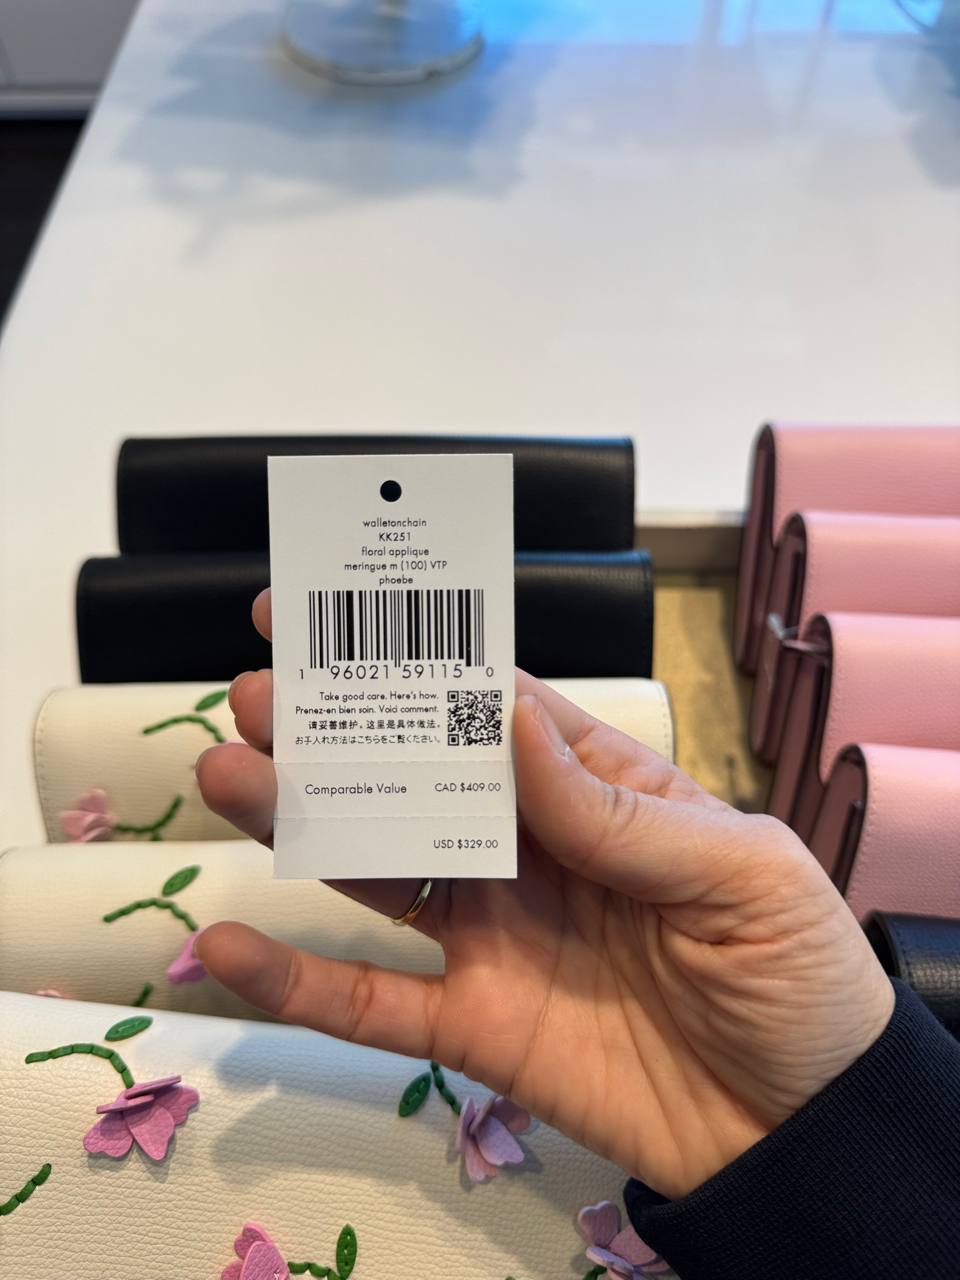 walletonchain
KK251
floral applique
meringue m (100) VTP
phoebe
1 96021 59115 0
Take good care. Here's how.
Prenez-en bien soin. Voici comment.
请妥善维护。这里是具体做法。
お手入れ方法はこちらをご覧ください。
Comparable Value CAD $409.00
USD $329.00